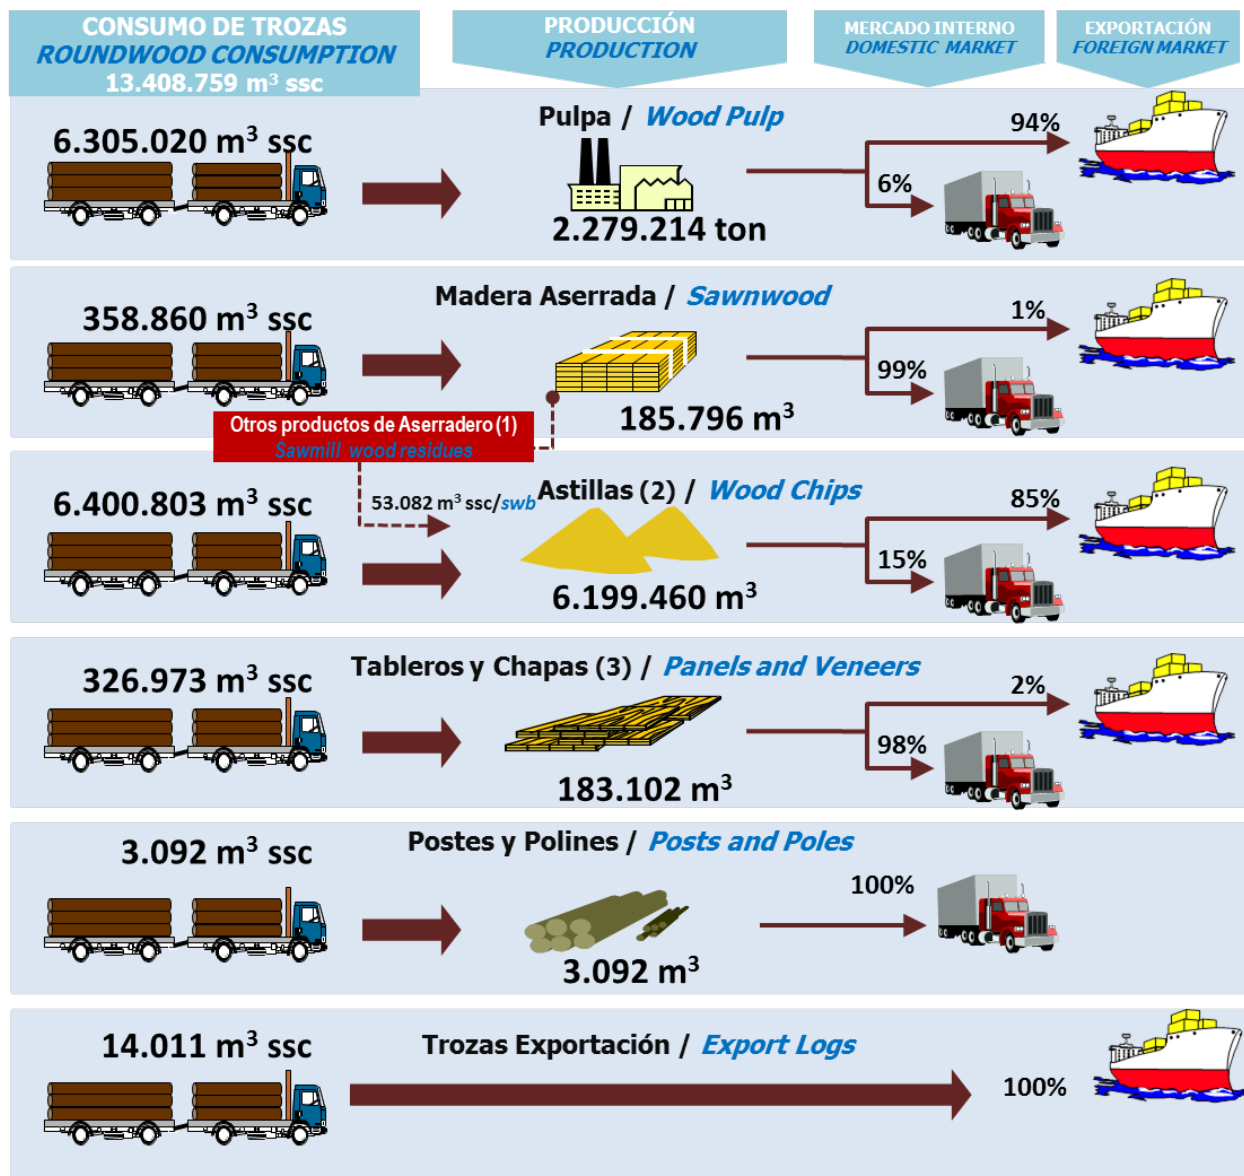 CONSUMO DE TROZAS
ROUNDWOOD CONSUMPTION
13.408.759 m³ ssc
PRODUCCIÓN
PRODUCTION
MERCADO INTERNO
DOMESTIC MARKET
EXPORTACIÓN
FOREIGN MARKET
6.305.020 m³ ssc
Pulpa / Wood Pulp
2.279.214 ton
94%
6%
358.860 m³ ssc
Madera Aserrada / Sawnwood
185.796 m³
1%
99%
Otros productos de Aserradero (1)
Sawmill wood residues
53.082 m³ ssc/swb
6.400.803 m³ ssc
Astillas (2) / Wood Chips
6.199.460 m³
85%
15%
326.973 m³ ssc
Tableros y Chapas (3) / Panels and Veneers
183.102 m³
2%
98%
3.092 m³ ssc
Postes y Polines / Posts and Poles
3.092 m³
100%
14.011 m³ ssc
Trozas Exportación / Export Logs
100%